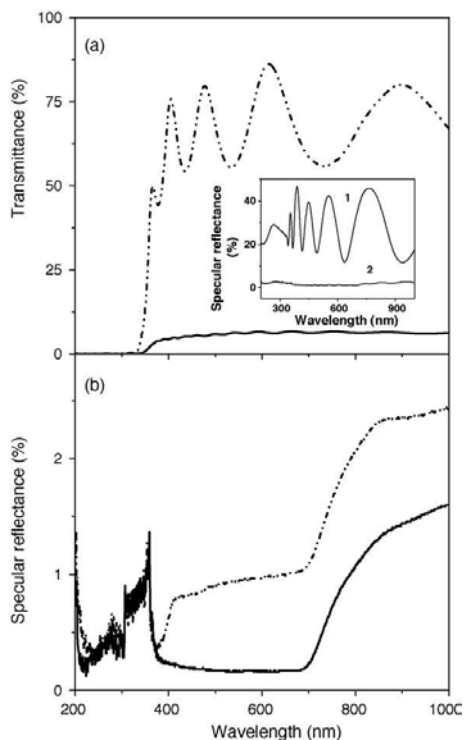 (a)
Transmittance (%)
100
75
50
25
0
Specular reflectance
(%)
40
20
0
1
2
300 600 900
Wavelength (nm)
(b)
Specular reflectance (%)
2
1
0
200 400 600 800 1000
Wavelength (nm)